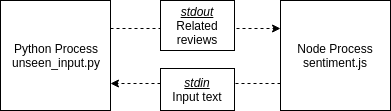 Python Process
unseen_input.py
stdout
Related
reviews
stdin
Input text
Node Process
sentiment.js